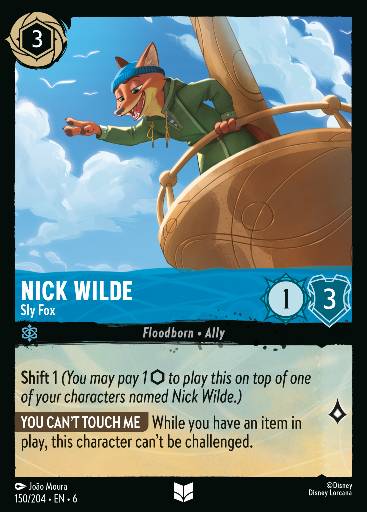 3
NICK WILDE
Sly Fox
1
3
Floodborn • Ally
Shift 1 (You may pay 1 to play this on top of one
of your characters named Nick Wilde.)
YOU CAN'T TOUCH ME While you have an item in
play, this character can't be challenged.
João Moura
©Disney
150/204 • EN • 6
Disney Lorcana